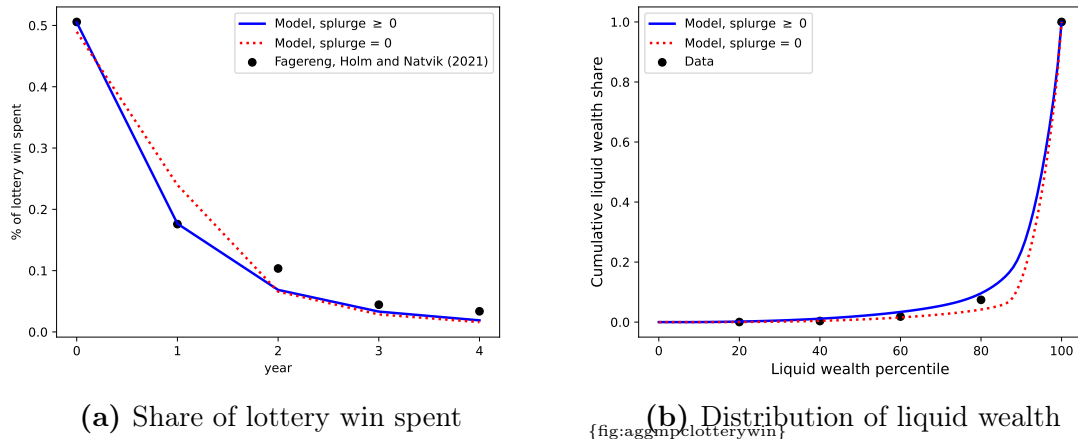 0.5
0.4
0.3
0.2
0.1
0.0
% of lottery win spent
Model, splurge ≥ 0
Model, splurge = 0
Fagereng, Holm and Natvik (2021)
0 1 2 3 4
year
(a) Share of lottery win spent
1.0
0.8
0.6
0.4
0.2
0.0
Cumulative liquid wealth share
Model, splurge ≥ 0
Model, splurge = 0
Data
0 20 40 60 80 100
Liquid wealth percentile
(b) Distribution of liquid wealth
{fig:aggmpclotterywin}